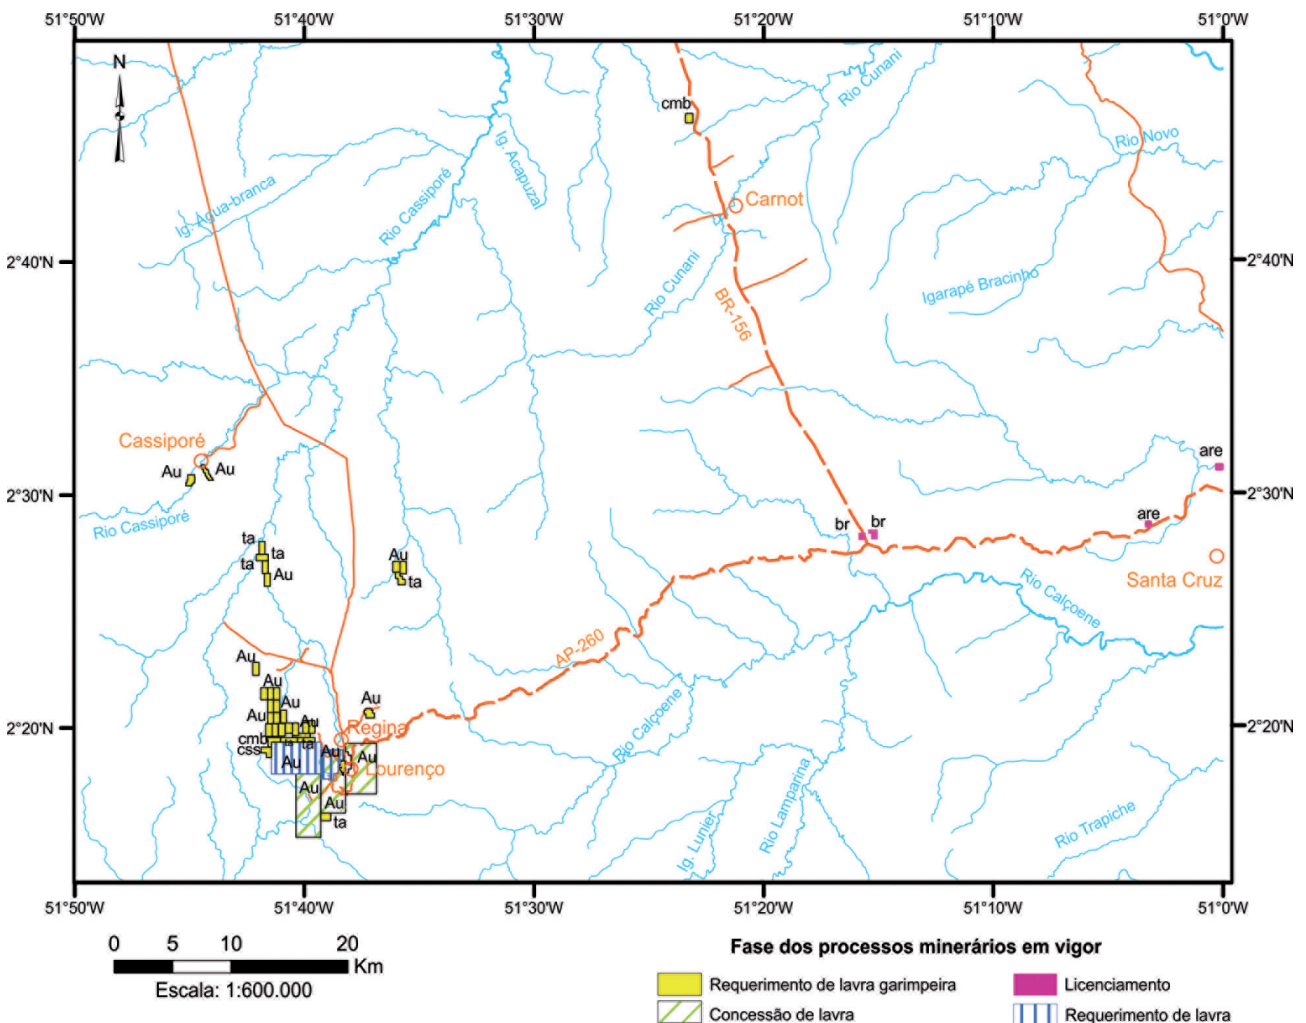 51°50'W 51°40'W 51°30'W 51°20'W 51°10'W 51°0'W
N
cmb
Rio Cunani
Rio Novo
Ig. Acapuzal
Ig. Água-branca
Rio Cassiporé
Carnot
2°40'N
2°40'N
Rio Cunani
Igarapé Bracinho
BR-156
Cassiporé
Au
Au
are
2°30'N
2°30'N
Rio Cassiporé
are
br
br
ta
ta
ta
Au
Au
ta
Santa Cruz
Rio Calçoene
AP-260
Au
Au
Au
Au
Au
Au
Regina
2°20'N
2°20'N
Rio Calçoene
cmb
ta
ta
css
Au
Au
Au
Lourenço
Au
Au
ta
Ig. Lunier
Rio Lamparina
Rio Trapiche
51°50'W 51°40'W 51°30'W 51°20'W 51°10'W 51°0'W
0 5 10 20
Km
Escala: 1:600.000
Fase dos processos minerários em vigor
Requerimento de lavra garimpeira
Licenciamento
Concessão de lavra
Requerimento de lavra